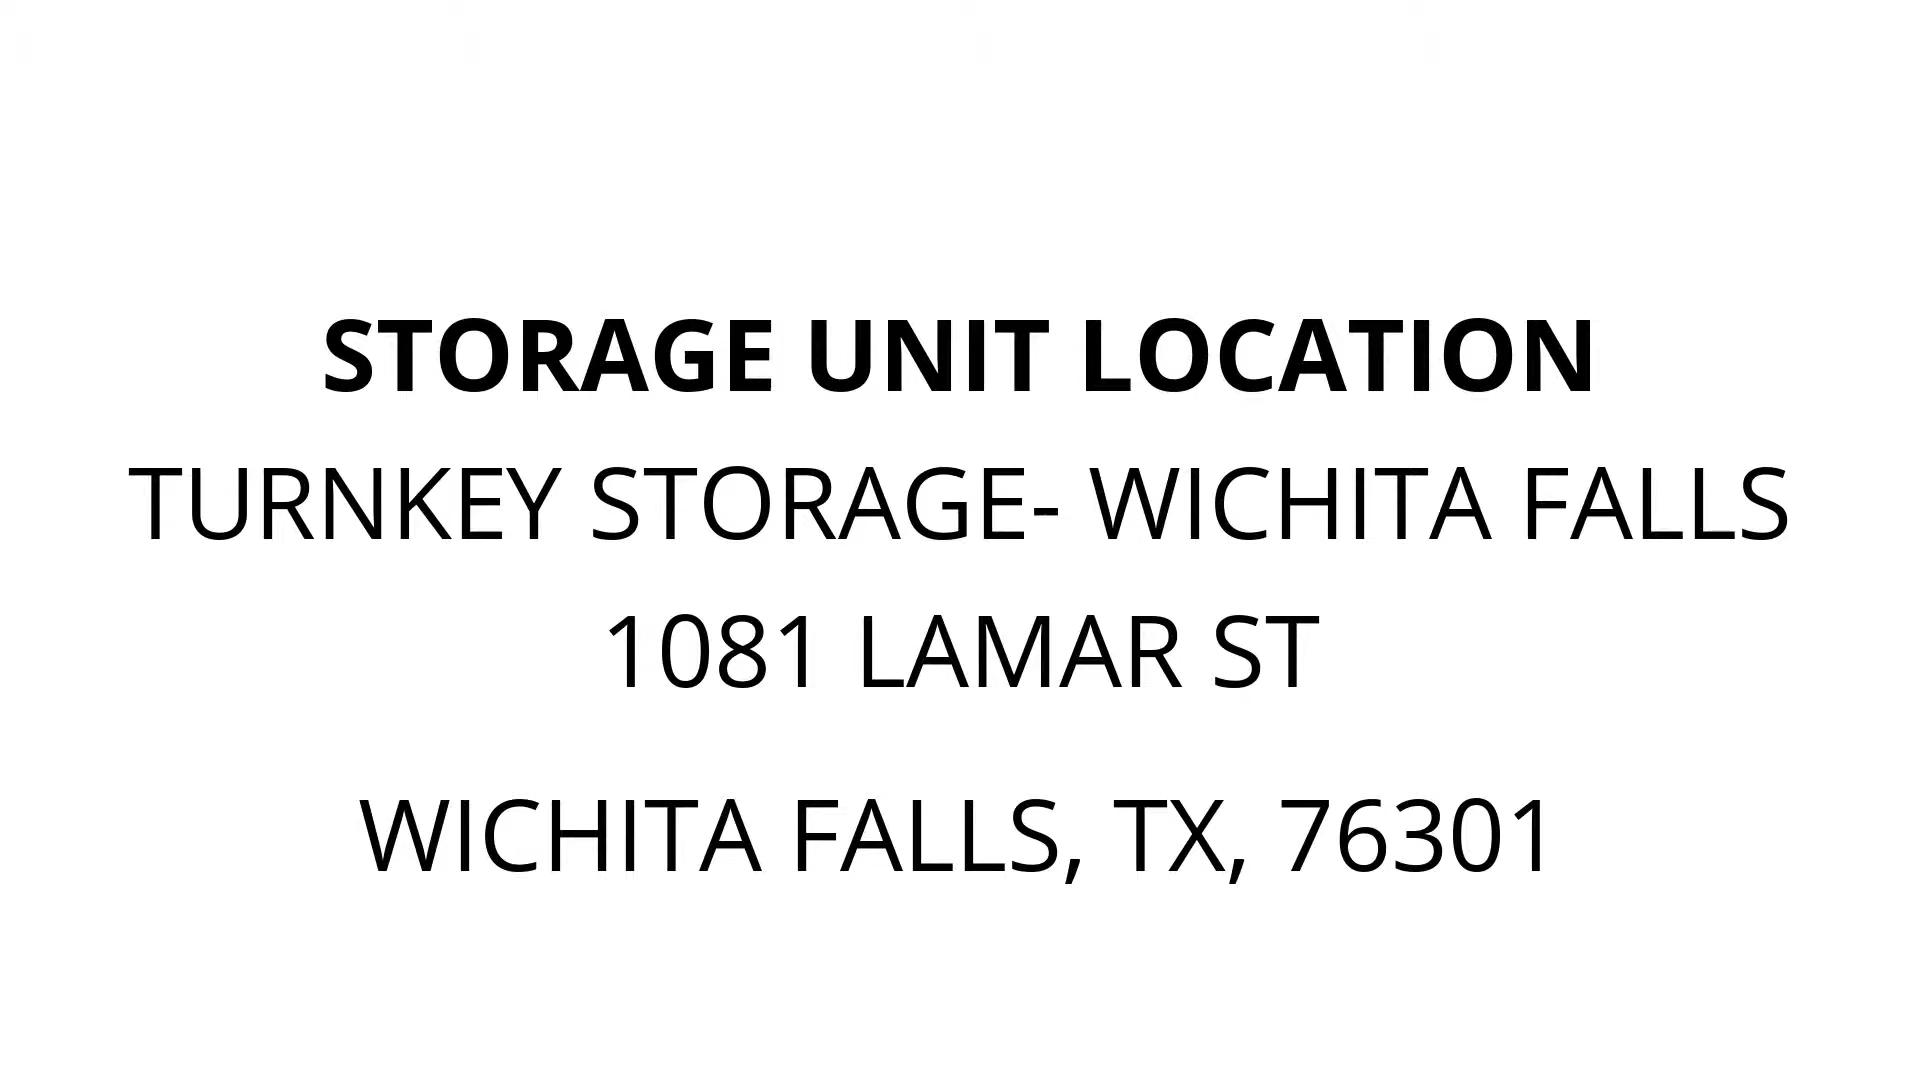 STORAGE UNIT LOCATION
TURNKEY STORAGE- WICHITA FALLS
1081 LAMAR ST
WICHITA FALLS, TX, 76301